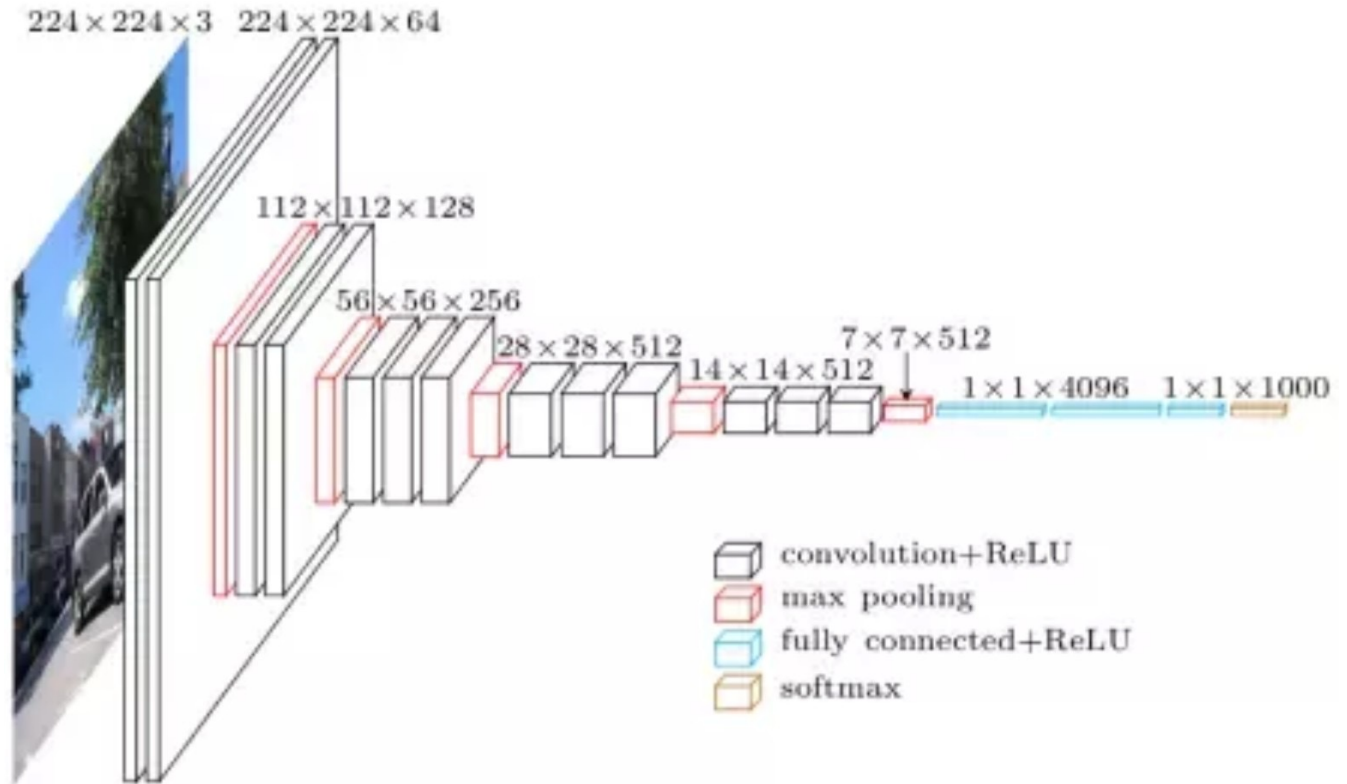 224×224×3
224×224×64
112×112×128
56×56×256
28×28×512
14×14×512
7×7×512
1×1×4096
1×1×1000
convolution+ReLU
max pooling
fully connected+ReLU
softmax